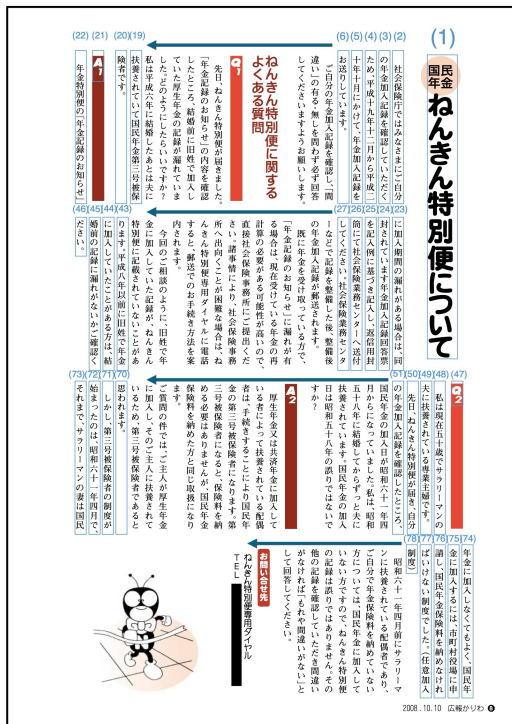 (1)
国民年金 ねんきん特別便について
(2)
(3)
(4)
(5)
(6)
社会保険庁ではみなさまにご自分
の年金加入記録を確認していただく
ため、平成十九年十二月から平成二
十年十月にかけて、年金加入記録を
お送りしています。
ご自分の年金加入記録を確認し、間
違い」の有る・無しを問わず必ず回答
してくださいますようお願いします。
ねんきん特別便に関する
よくある質問
Q1
先日、ねんきん特別便が届きました。
「年金記録のお知らせ」の内容を確認
したところ、結婚前に旧姓で加入し
ていた厚生年金の記録が漏れていま
した。どのようにしたらいいですか?
私は平成六年に結婚したあとは夫に
(19)
扶養されていて国民年金第三号被保
(20)
険者です。
(21)
A1
(22)
年金特別便の「年金記録のお知らせ」
(23)
に加入期間の漏れがある場合は、同
(24)
封されています年金加入記録回答票
(25)
を記入例に基づき記入し、返信用封
(26)
筒にて社会保険業務センターへ送付
(27)
してください。社会保険業務センタ
ーなどで記録を整備した後、整備後
の年金加入記録が郵送されます。
既に年金を受け取っている方で、
「年金記録のお知らせ」に漏れが有
る場合は、現在受けている年金の再
計算の必要がある可能性が高いので、
直接社会保険事務所にご提出くだ
さい。諸事情により、社会保険事務
所へ出向くことが困難な場合は、ね
んきん特別便専用ダイヤルに電話
すると、郵送でのお手続き方法を案
内されます。
今回のご相談のように、旧姓で年
金に加入していた記録が、ねんきん
特別便に記載されていないことがあ
(43)
ります。平成八年以前に旧姓で年金
(44)
に加入していたことがある方は、結
(45)
婚前の記録に漏れがないかご確認く
(46)
ださい。
(47)
Q2
(48)
私は現在五十歳でサラリーマンの
(49)
夫に扶養されている専業主婦です。
(50)
先日、ねんきん特別便が届き、自分
(51)
の年金加入記録を確認したところ、
国民年金の加入日が昭和六十一年四
月からになっていました。私は、昭和
五十八年に結婚してからずっと夫に
扶養されています。国民年金の加入
日は昭和五十八年の誤りではないで
すか?
A2
厚生年金又は共済年金に加入して
いる者によって扶養されている配偶
者は、手続きすることにより国民年
金の第三号被保険者になります。第
三号被保険者になると、保険料を納
める必要はありませんが、国民年金
保険料を納めた方と同じ取扱になり
ます。
ご質問の件では、ご主人が厚生年金
に加入し、そのご主人に扶養されて
いるため、第三号被保険者であると
(70)
思われます。
(71)
しかし、第三号被保険者の制度が
(72)
始まったのは、昭和六十一年四月で、
(73)
それまで、サラリーマンの妻は国民
(74)
年金に加入しなくてもよく、国民年
(75)
金に加入するには、市町村役場に申
(76)
請し、国民年金保険料を納めなけれ
(77)
ばいけない制度でした。(任意加入
(78)
制度)
昭和六十一年四月前にサラリーマ
ンに扶養されている配偶者であり、
ご自分で年金保険料を納めていない
方については、国民年金に加入して
いない方ですので、ねんきん特別便
の記録は誤りではありません。その
他の記録を確認していただき間違い
がなければ「もれや間違いがない」と
して回答してください。
お問い合せ先
ねんきん特別便専用ダイヤル
TEL
2008.10.10 広報かりわ 8